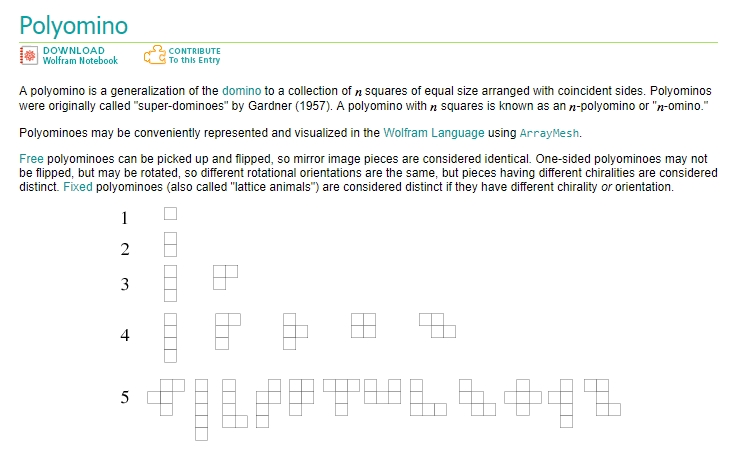 Polyomino
DOWNLOAD
Wolfram Notebook
CONTRIBUTE
To this Entry
A polyomino is a generalization of the domino to a collection of n squares of equal size arranged with coincident sides. Polyominos
were originally called "super-dominoes" by Gardner (1957). A polyomino with n squares is known as an n-polyomino or "n-omino."
Polyominoes may be conveniently represented and visualized in the Wolfram Language using ArrayMesh.
Free polyominoes can be picked up and flipped, so mirror image pieces are considered identical. One-sided polyominoes may not
be flipped, but may be rotated, so different rotational orientations are the same, but pieces having different chiralities are considered
distinct. Fixed polyominoes (also called "lattice animals") are considered distinct if they have different chirality or orientation.
1
2
3
4
5